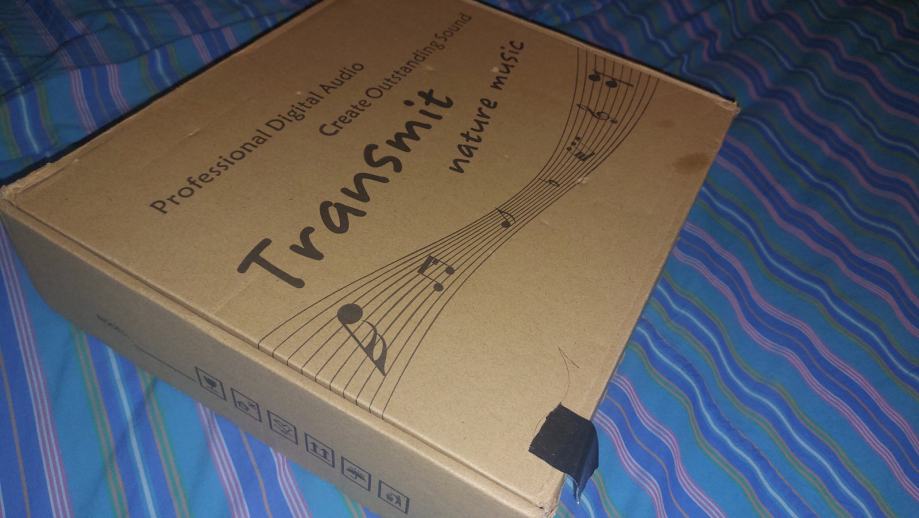 Professional Digital Audio
Create Outstanding Sound
Transmit
nature music